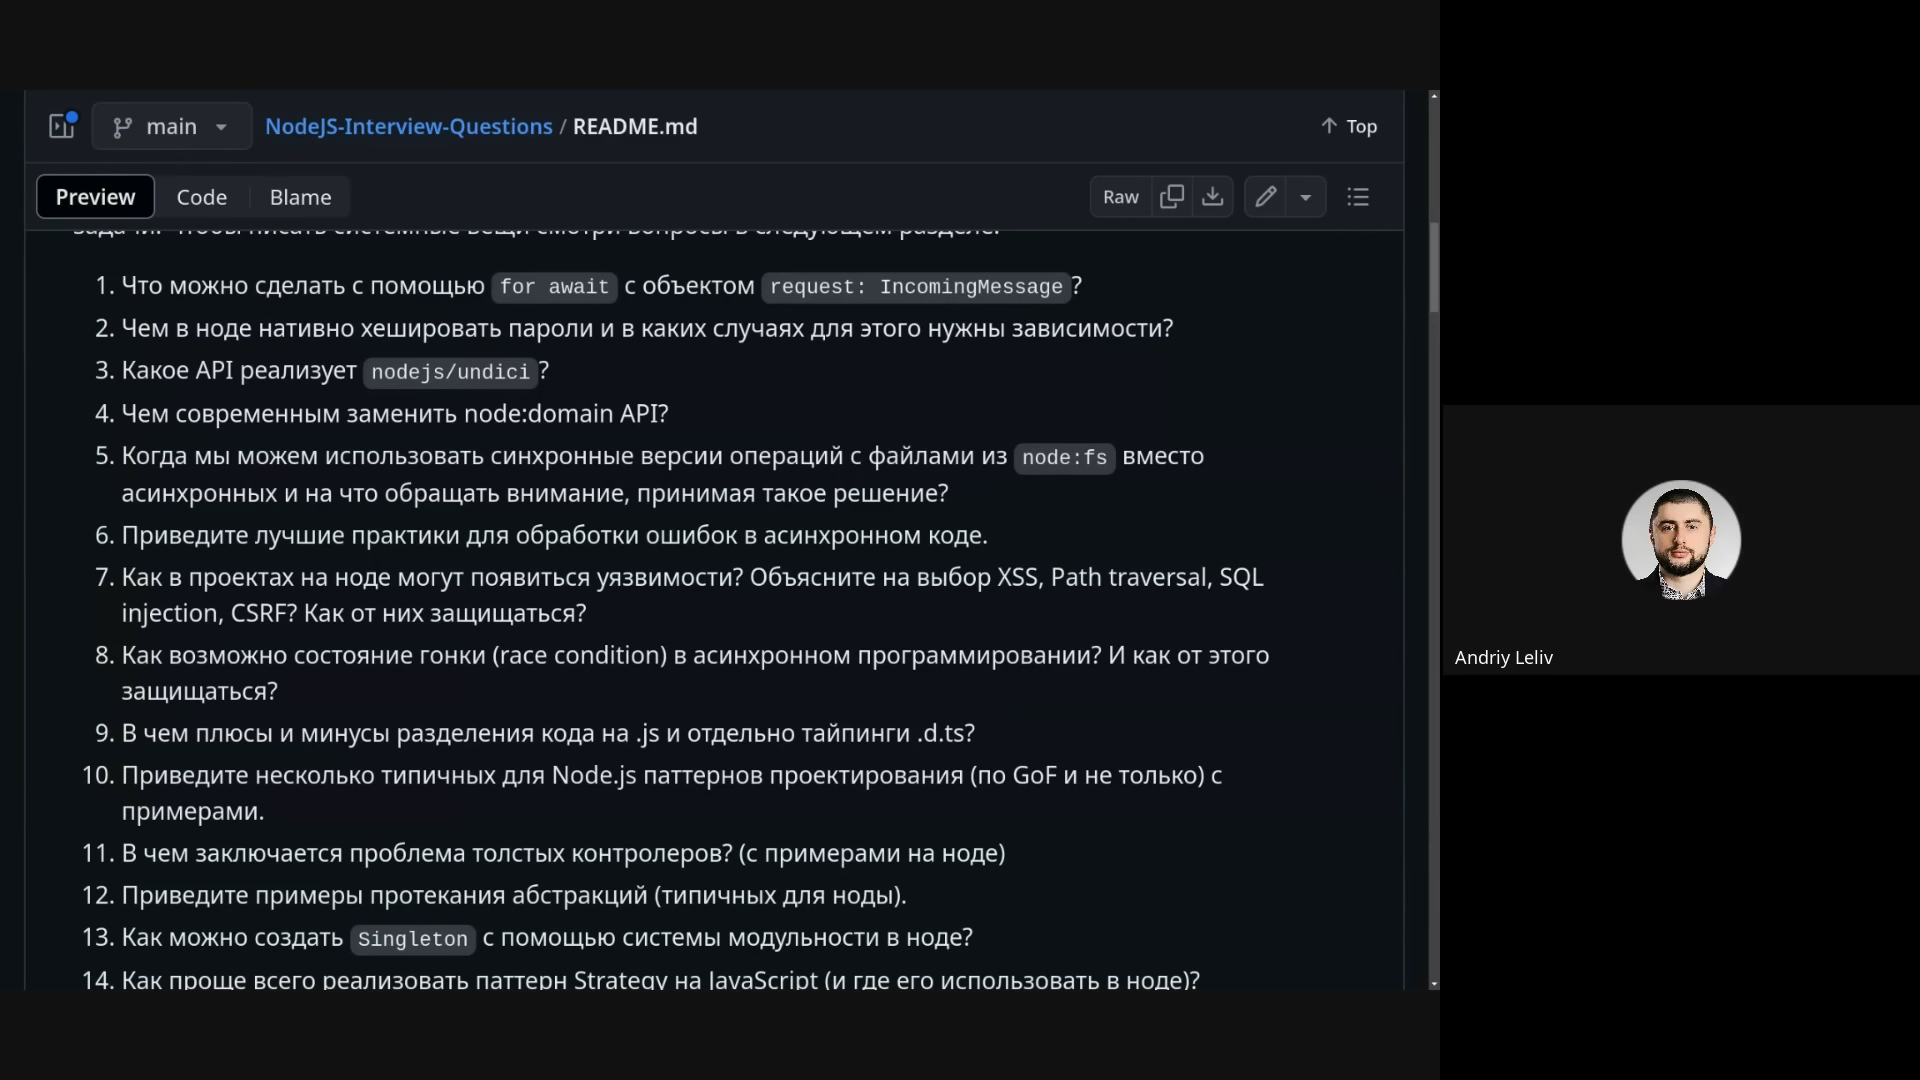 main
NodeJS-Interview-Questions / README.md
Top
Preview
Code
Blame
Raw
задачи. Чтобы писать системные вещи смотри вопросы в следующем разделе.
1. Что можно сделать с помощью for await с объектом request: IncomingMessage?
2. Чем в ноде нативно хешировать пароли и в каких случаях для этого нужны зависимости?
3. Какое API реализует nodejs/undici?
4. Чем современным заменить node:domain API?
5. Когда мы можем использовать синхронные версии операций с файлами из node:fs вместо
асинхронных и на что обращать внимание, принимая такое решение?
6. Приведите лучшие практики для обработки ошибок в асинхронном коде.
7. Как в проектах на ноде могут появиться уязвимости? Объясните на выбор XSS, Path traversal, SQL
injection, CSRF? Как от них защищаться?
8. Как возможно состояние гонки (race condition) в асинхронном программировании? И как от этого
защищаться?
9. В чем плюсы и минусы разделения кода на .js и отдельно тайпинги .d.ts?
10. Приведите несколько типичных для Node.js паттернов проектирования (по GoF и не только) с
примерами.
11. В чем заключается проблема толстых контролеров? (с примерами на ноде)
12. Приведите примеры протекания абстракций (типичных для ноды).
13. Как можно создать Singleton с помощью системы модульности в ноде?
14. Как проще всего реализовать паттерн Strategy на JavaScript (и где его использовать в ноде)?
Andriy Leliv